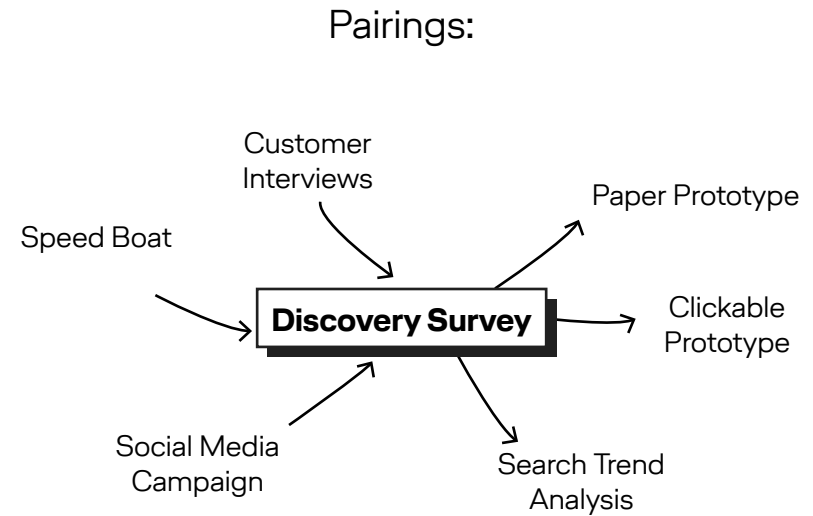 Pairings:
Customer
Interviews
Paper Prototype
Speed Boat
Clickable
Prototype
Discovery Survey
Social Media
Campaign
Search Trend
Analysis